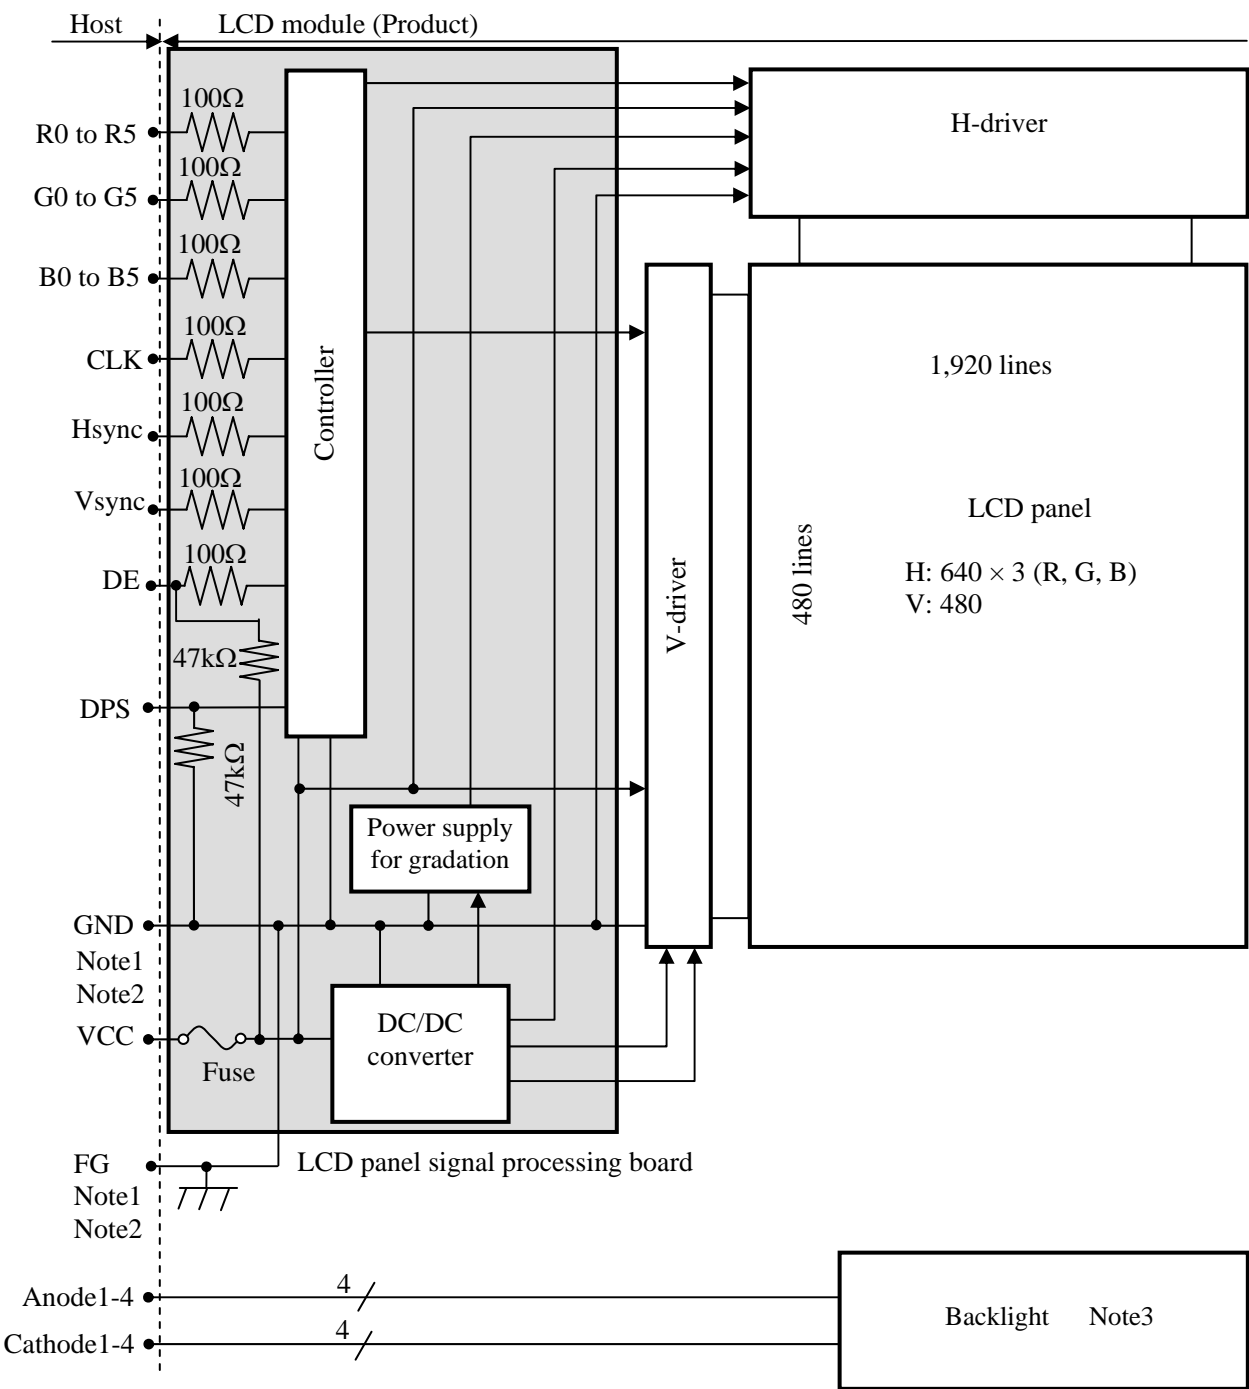 Host
LCD module (Product)
100Ω
R0 to R5
100Ω
G0 to G5
100Ω
B0 to B5
100Ω
CLK
100Ω
Hsync
100Ω
Vsync
100Ω
DE
47kΩ
DPS
47kΩ
GND
Note1
Note2
VCC
Fuse
FG
Note1
Note2
Controller
Power supply
for gradation
DC/DC
converter
LCD panel signal processing board
H-driver
V-driver
1,920 lines
480 lines
LCD panel
H: 640 × 3 (R, G, B)
V: 480
Anode1-4
4
Cathode1-4
4
Backlight Note3